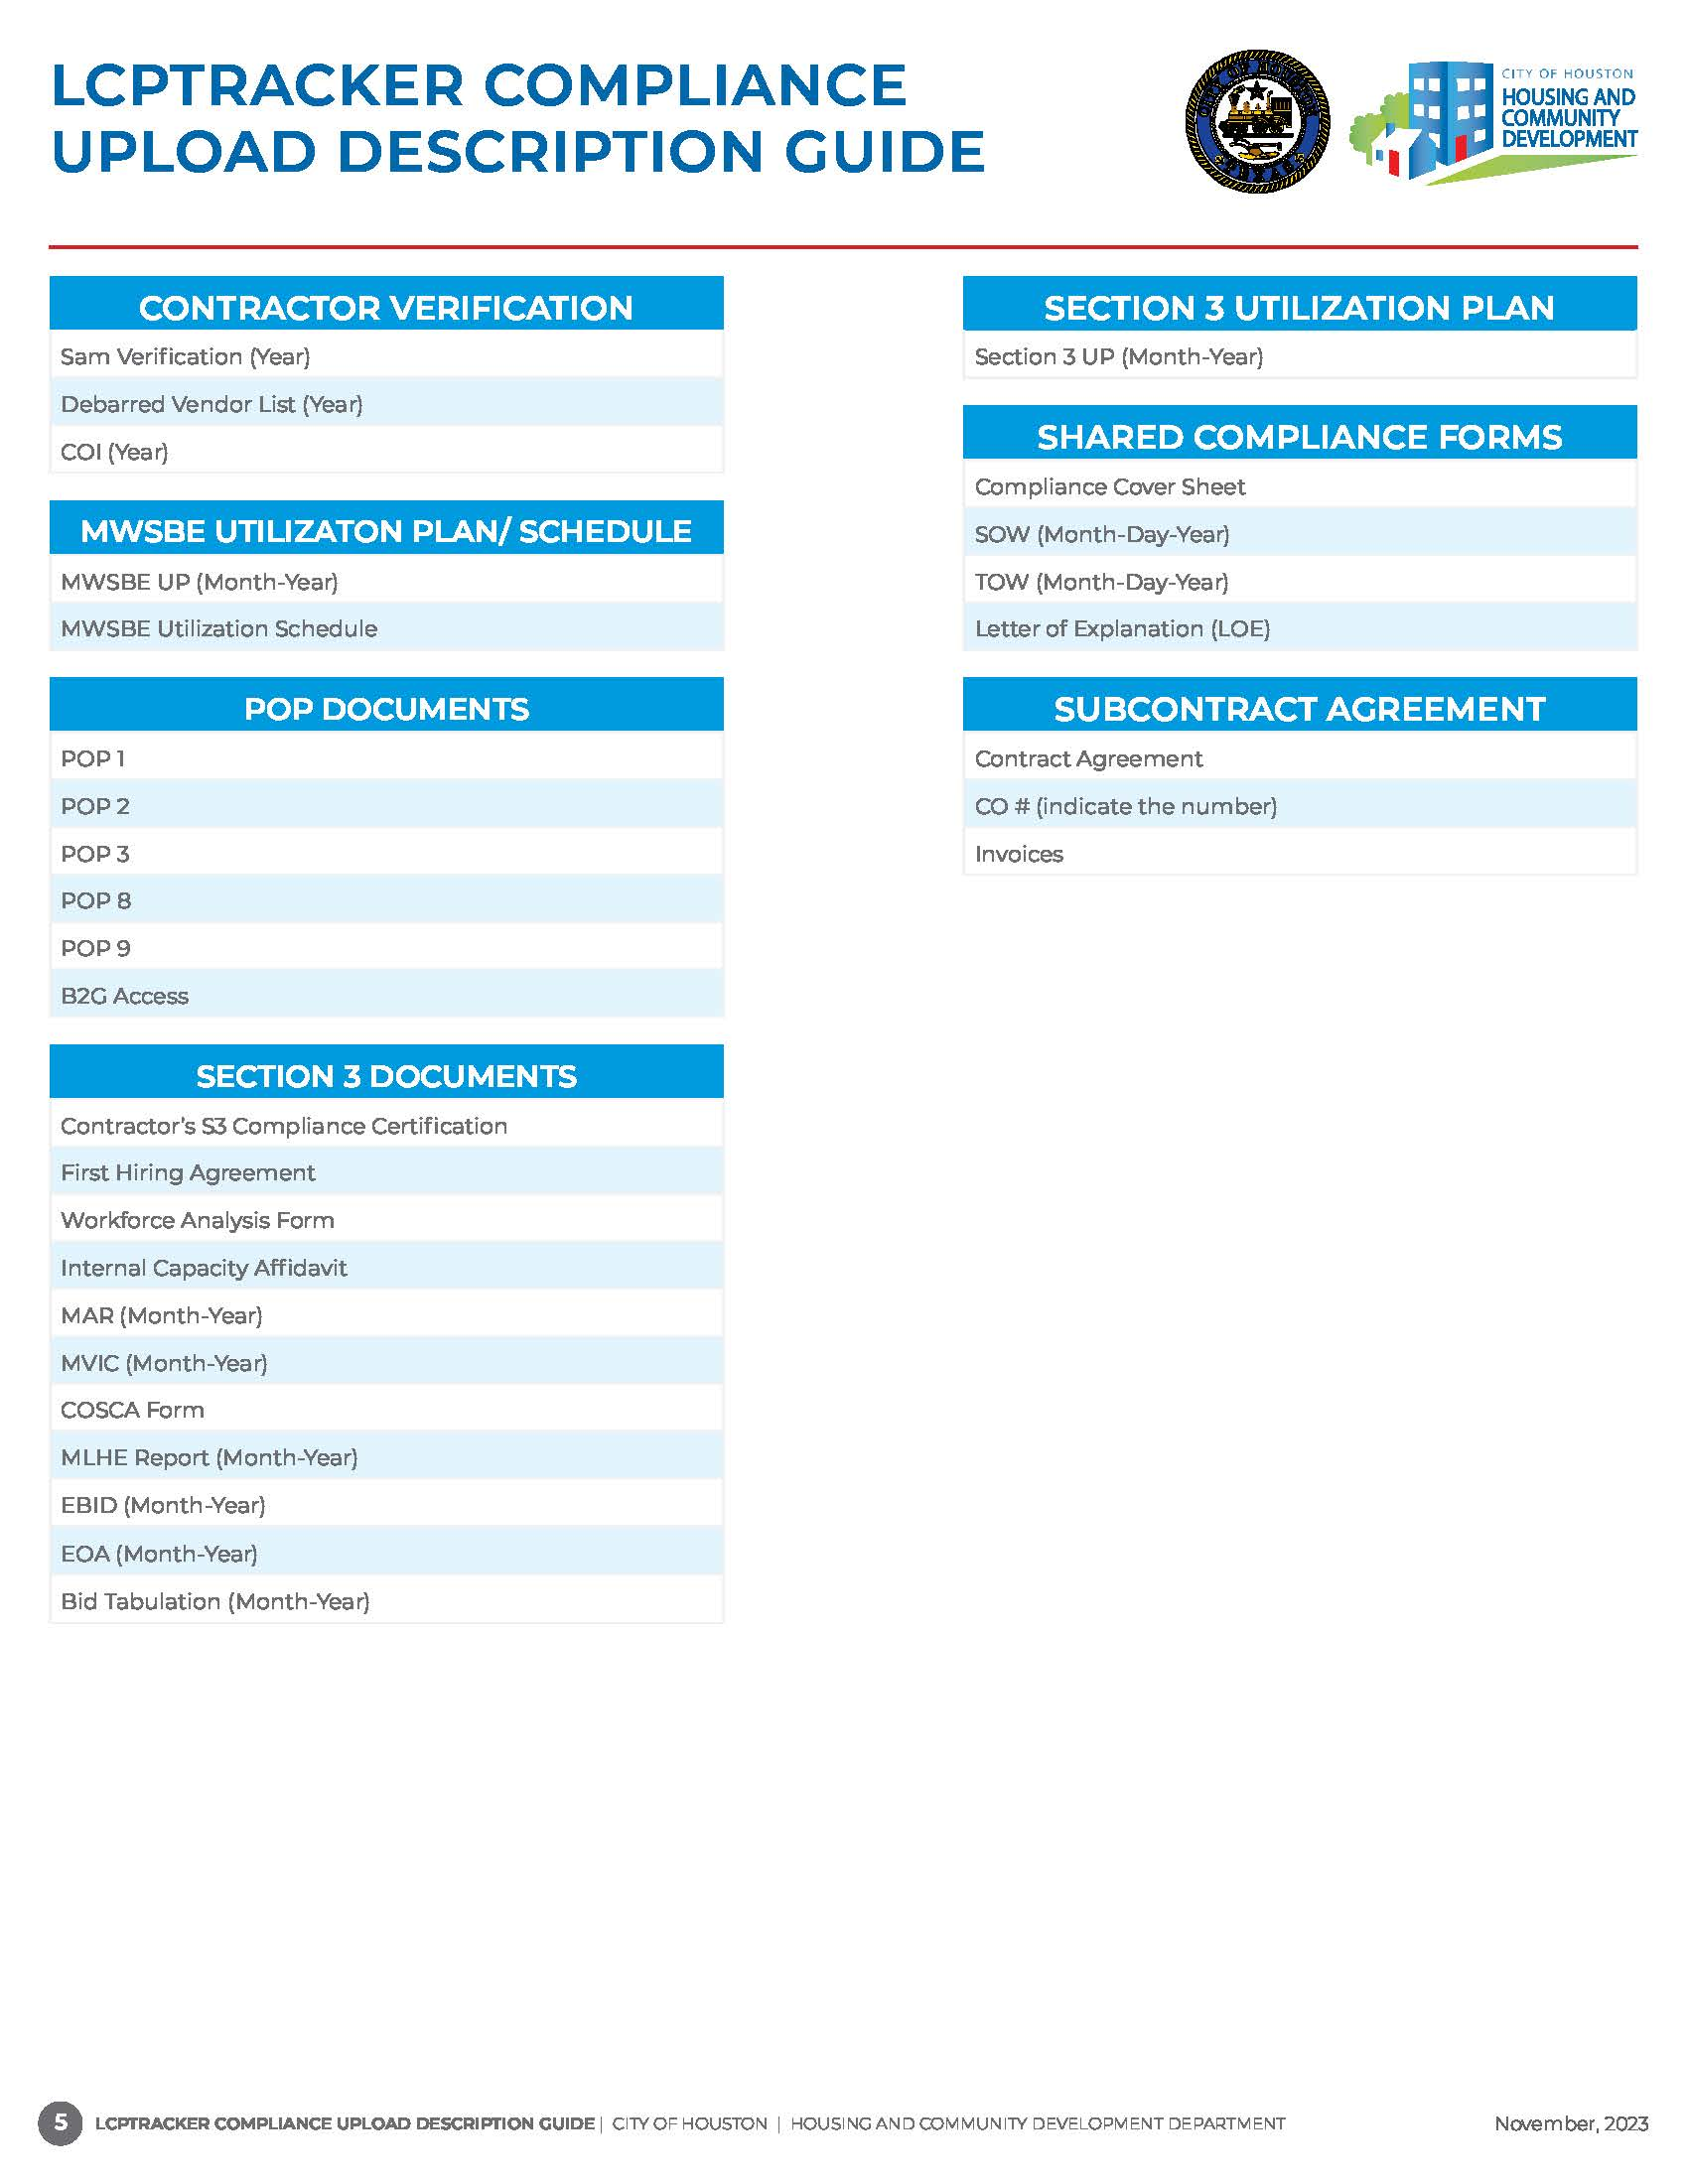 LCPTRACKER COMPLIANCE
UPLOAD DESCRIPTION GUIDE
CITY OF HOUSTON
TEXAS
CITY OF HOUSTON
HOUSING AND
COMMUNITY
DEVELOPMENT
CONTRACTOR VERIFICATION
Sam Verification (Year)
Debarred Vendor List (Year)
COI (Year)
MWSBE UTILIZATON PLAN/ SCHEDULE
MWSBE UP (Month-Year)
MWSBE Utilization Schedule
POP DOCUMENTS
POP 1
POP 2
POP 3
POP 8
POP 9
B2G Access
SECTION 3 DOCUMENTS
Contractor’s S3 Compliance Certification
First Hiring Agreement
Workforce Analysis Form
Internal Capacity Affidavit
MAR (Month-Year)
MVIC (Month-Year)
COSCA Form
MLHE Report (Month-Year)
EBID (Month-Year)
EOA (Month-Year)
Bid Tabulation (Month-Year)
SECTION 3 UTILIZATION PLAN
Section 3 UP (Month-Year)
SHARED COMPLIANCE FORMS
Compliance Cover Sheet
SOW (Month-Day-Year)
TOW (Month-Day-Year)
Letter of Explanation (LOE)
SUBCONTRACT AGREEMENT
Contract Agreement
CO # (indicate the number)
Invoices
5 LCPTRACKER COMPLIANCE UPLOAD DESCRIPTION GUIDE | CITY OF HOUSTON | HOUSING AND COMMUNITY DEVELOPMENT DEPARTMENT November, 2023